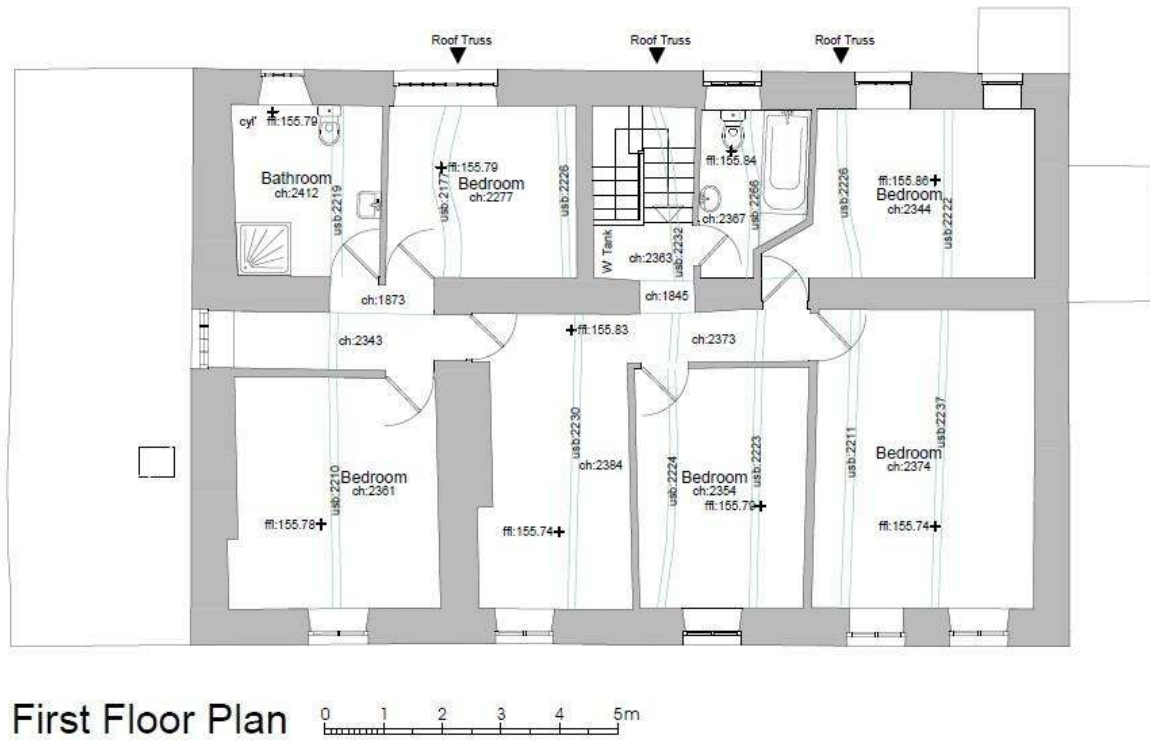 Roof Truss
Roof Truss
Roof Truss
cyl'
ffl:155.79
Bathroom
ch:2412
usb:2219
ffl:155.79
usb:2177
Bedroom
ch:2277
usb:2226
W Tank
ch:2363
usb:2232
ffl:155.84
ch:2367
usb:2266
usb:2226
ffl:155.86
Bedroom
ch:2344
usb:2222
ch:1873
ch:1845
ch:2343
ffl:155.83
ch:2373
usb:2210
Bedroom
ch:2361
ffl:155.78
usb:2230
ch:2384
ffl:155.74
usb:2224
Bedroom
ch:2354
ffl:155.79
usb:2223
usb:2211
Bedroom
ch:2374
usb:2237
ffl:155.74
First Floor Plan
0 1 2 3 4 5m